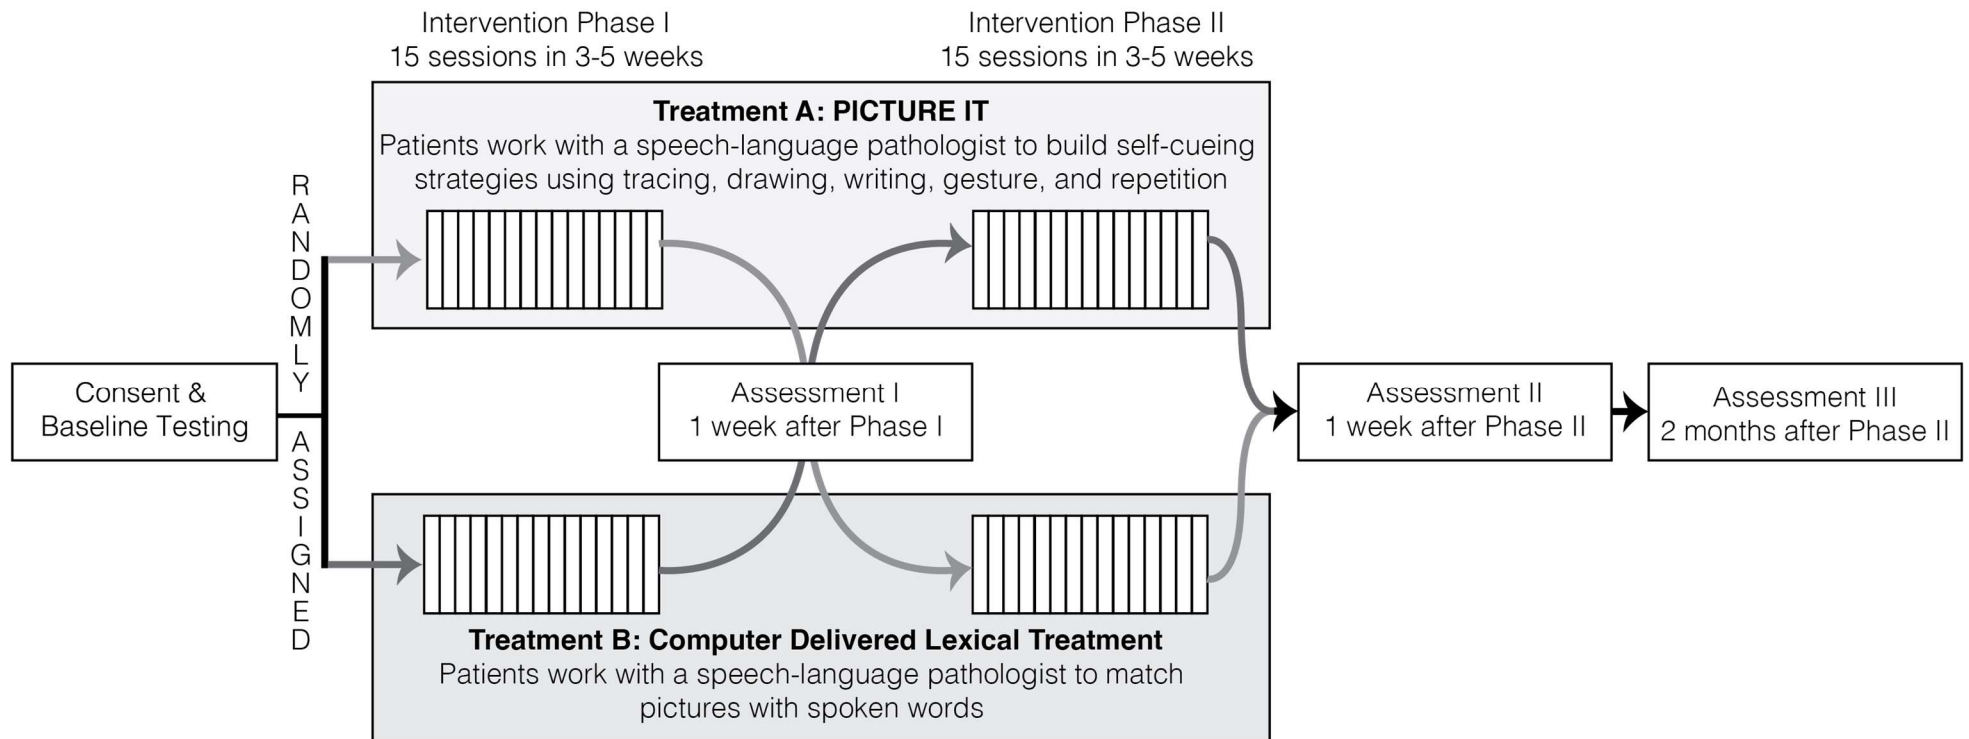 Intervention Phase I
15 sessions in 3-5 weeks
Intervention Phase II
15 sessions in 3-5 weeks
Treatment A: PICTURE IT
Patients work with a speech-language pathologist to build self-cueing
strategies using tracing, drawing, writing, gesture, and repetition
RANDOMLY
ASSIGNED
Consent &
Baseline Testing
Assessment I
1 week after Phase I
Assessment II
1 week after Phase II
Assessment III
2 months after Phase II
Treatment B: Computer Delivered Lexical Treatment
Patients work with a speech-language pathologist to match
pictures with spoken words